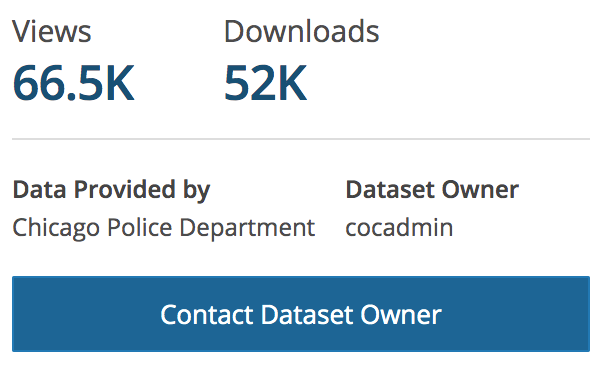 Views Downloads
66.5K 52K
Data Provided by Dataset Owner
Chicago Police Department cocadmin
Contact Dataset Owner